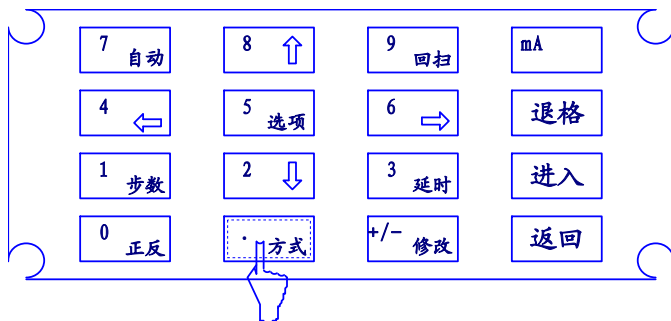 7 自动
8
9 回扫
mA
4
5 选项
6
退格
1 步数
2
3 延时
进入
0 正反
. 方式
+/- 修改
返回